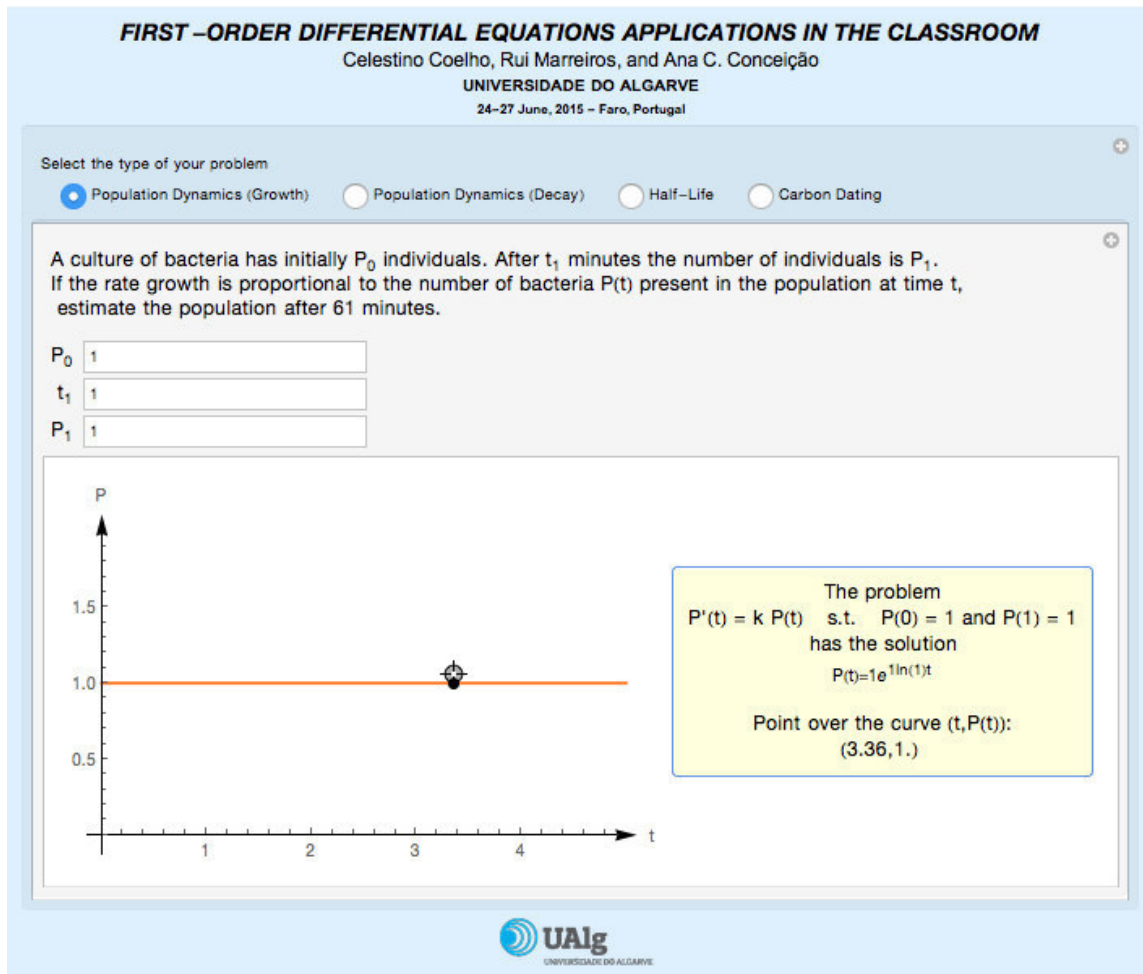 FIRST –ORDER DIFFERENTIAL EQUATIONS APPLICATIONS IN THE CLASSROOM
Celestino Coelho, Rui Marreiros, and Ana C. Conceição
UNIVERSIDADE DO ALGARVE
24–27 June, 2015 – Faro, Portugal
Select the type of your problem
Population Dynamics (Growth) Population Dynamics (Decay) Half–Life Carbon Dating
A culture of bacteria has initially P₀ individuals. After t₁ minutes the number of individuals is P₁.
If the rate growth is proportional to the number of bacteria P(t) present in the population at time t,
estimate the population after 61 minutes.
P₀ 1
t₁ 1
P₁ 1
P
1.5
1.0
0.5
1 2 3 4 t
The problem
P'(t) = k P(t) s.t. P(0) = 1 and P(1) = 1
has the solution
P(t)=1e^{1ln(1)t}
Point over the curve (t,P(t)):
(3.36,1.)
UAlg
UNIVERSIDADE DO ALGARVE